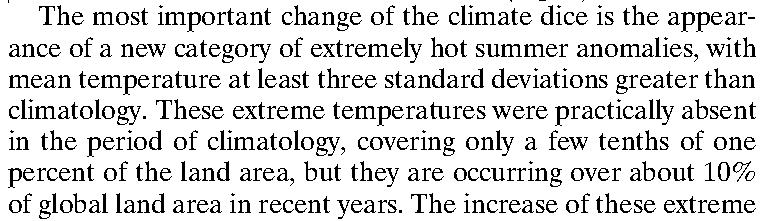 The most important change of the climate dice is the appear-
ance of a new category of extremely hot summer anomalies, with
mean temperature at least three standard deviations greater than
climatology. These extreme temperatures were practically absent
in the period of climatology, covering only a few tenths of one
percent of the land area, but they are occurring over about 10%
of global land area in recent years. The increase of these extreme